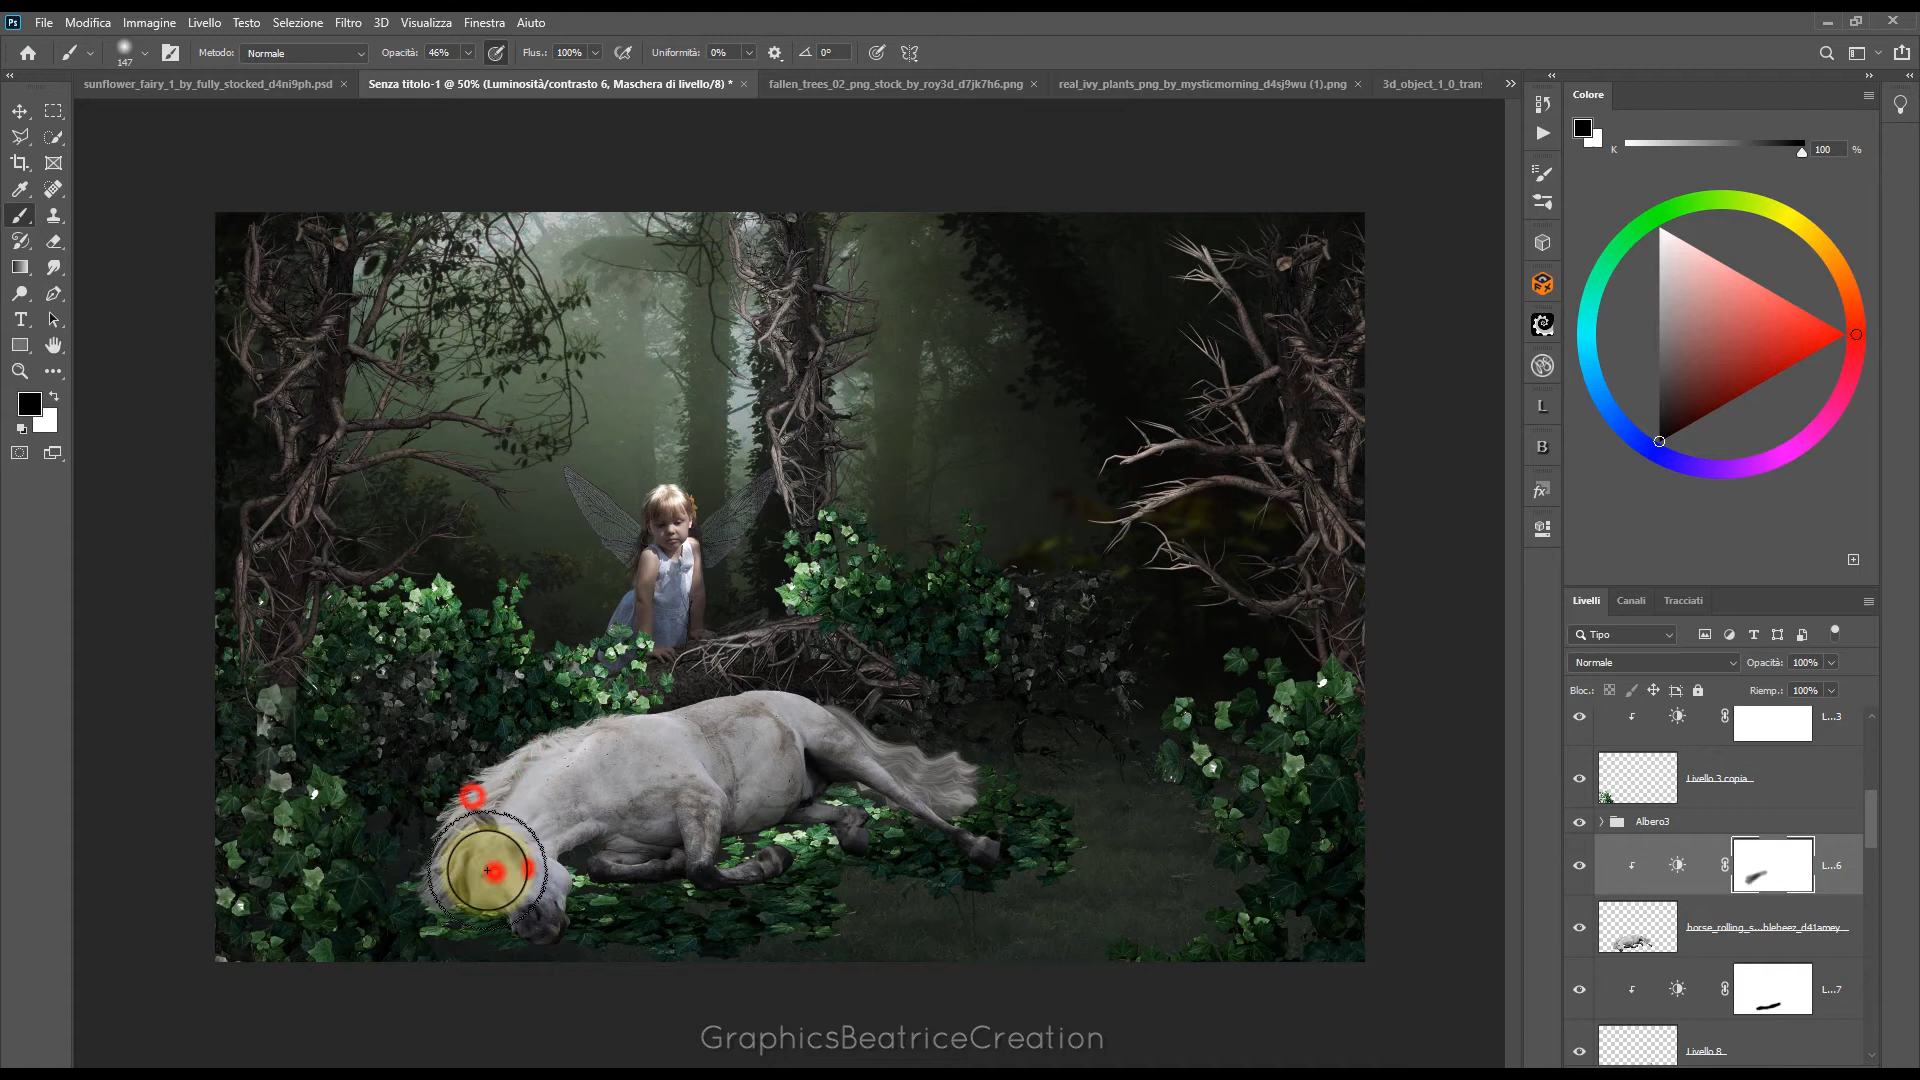 Ps File Modifica Immagine Livello Testo Selezione Filtro 3D Visualizza Finestra Aiuto
147 Metodo: Normale Opacità: 46% Flus.: 100% Uniformità: 0% 0°
sunflower_fairy_1_by_fully_stocked_d4ni9ph.psd × Senza titolo-1 @ 50% (Luminosità/contrasto 6, Maschera di livello/8) * × fallen_trees_02_png_stock_by_roy3d_d7jk7h6.png × real_ivy_plants_png_by_mysticmorning_d4sj9wu (1).png × 3d_object_1_0_tran
Colore
K 100 %
L
B
fx
Livelli Canali Tracciati
Tipo
Normale Opacità: 100%
Bloc.: Riemp.: 100%
L...3
Livello 3 copia
Albero3
L...6
horse_rolling_s...bleheez_d41amey
L...7
Livello 8
GraphicsBeatriceCreation